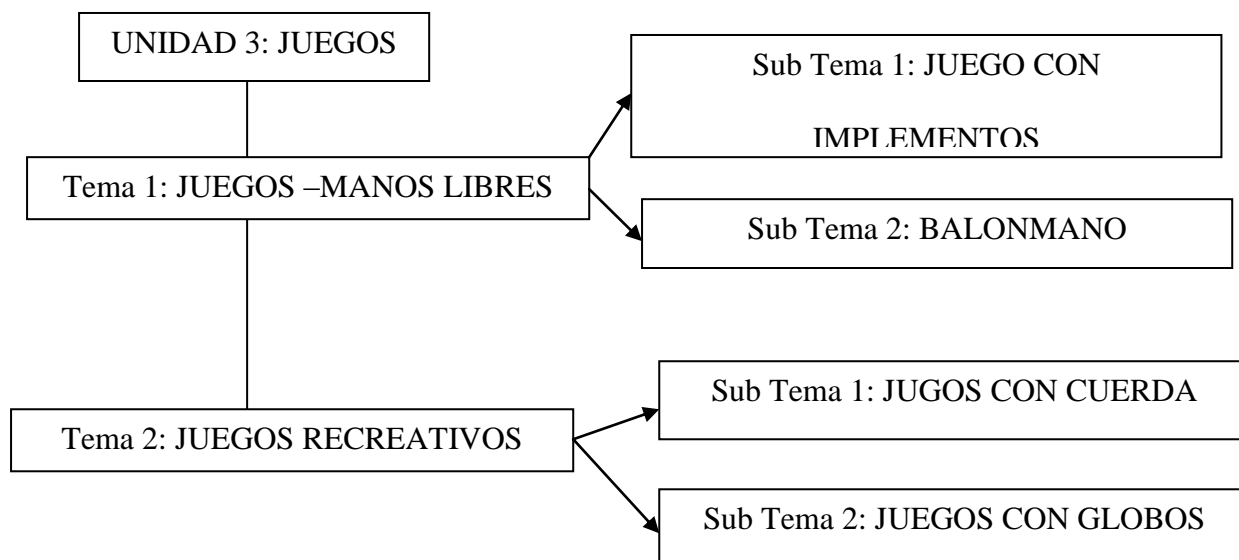 UNIDAD 3: JUEGOS
Sub Tema 1: JUEGO CON
IMPLEMENTOS
Tema 1: JUEGOS –MANOS LIBRES
Sub Tema 2: BALONMANO
Sub Tema 1: JUGOS CON CUERDA
Tema 2: JUEGOS RECREATIVOS
Sub Tema 2: JUEGOS CON GLOBOS